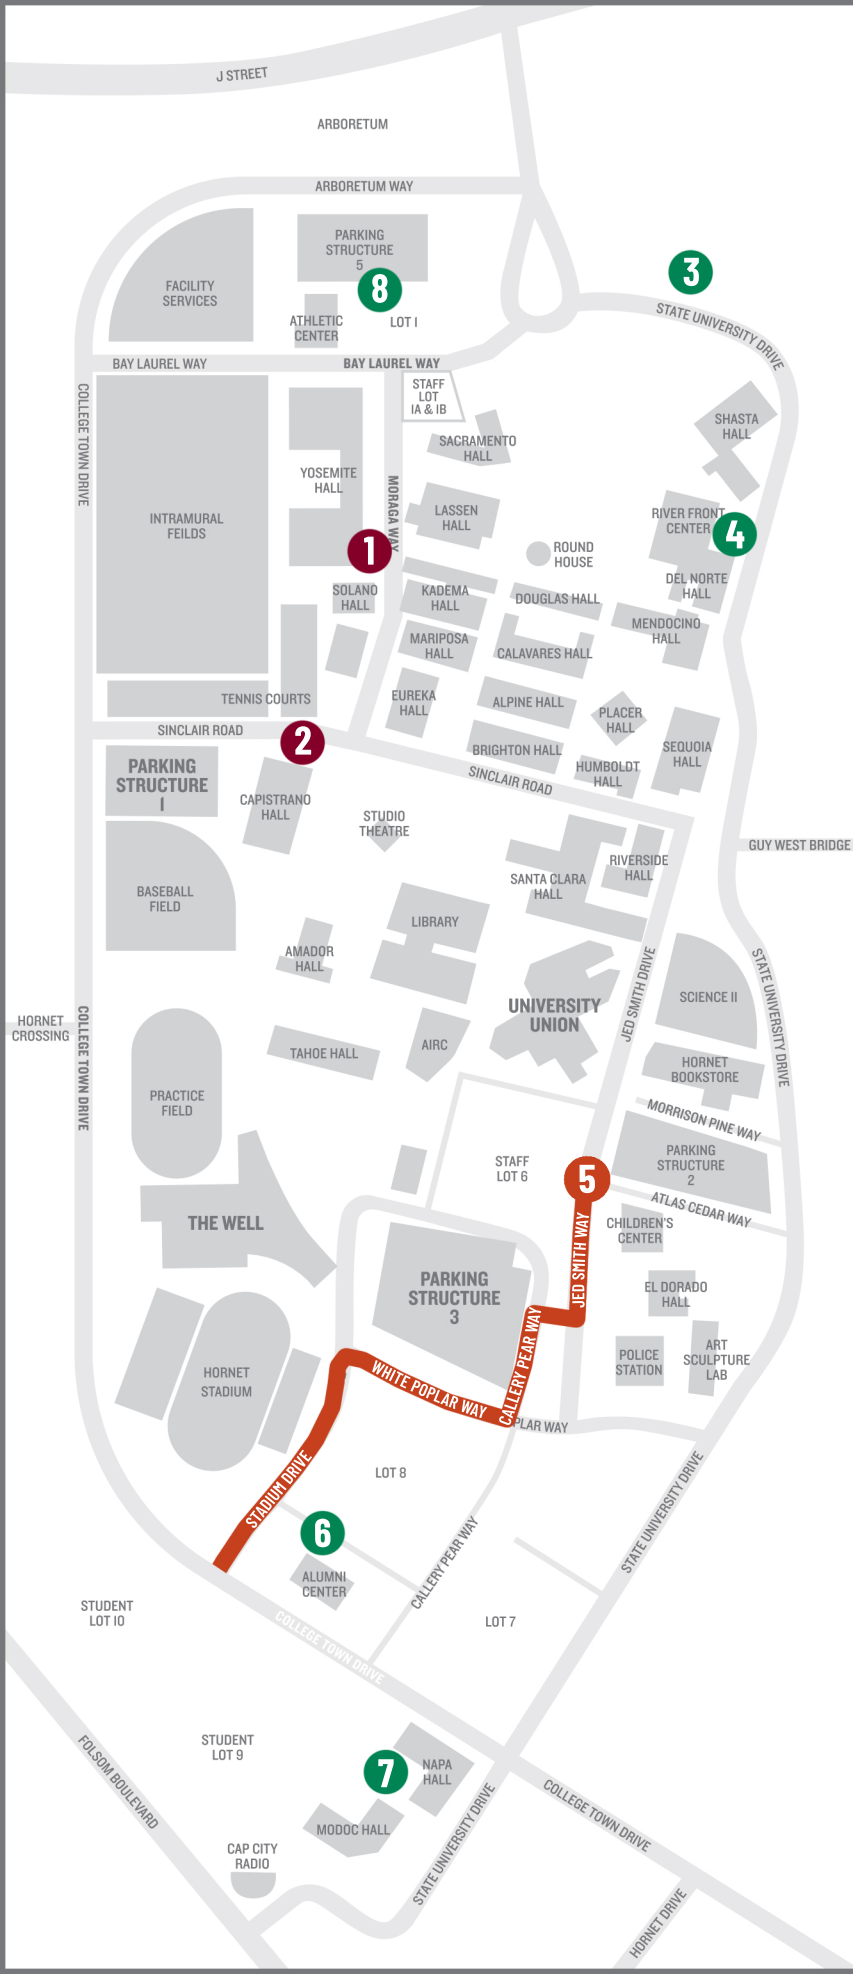 J STREET
ARBORETUM
ARBORETUM WAY
PARKING
STRUCTURE
5
3
FACILITY
SERVICES
8
ATHLETIC
CENTER
LOT I
STATE UNIVERSITY DRIVE
BAY LAUREL WAY
BAY LAUREL WAY
STAFF
LOT
IA & IB
COLLEGE TOWN DRIVE
SHASTA
HALL
SACRAMENTO
HALL
YOSEMITE
HALL
MORAGA WAY
LASSEN
HALL
INTRAMURAL
FEILDS
RIVER FRONT
CENTER
4
1
ROUND
HOUSE
DEL NORTE
HALL
SOLANO
HALL
KADEMA
HALL
DOUGLAS HALL
MENDOCINO
HALL
MARIPOSA
HALL
CALAVARES HALL
TENNIS COURTS
EUREKA
HALL
ALPINE HALL
PLACER
HALL
SINCLAIR ROAD
2
BRIGHTON HALL
SEQUOIA
HALL
HUMBOLDT
HALL
SINCLAIR ROAD
PARKING
STRUCTURE
1
CAPISTRANO
HALL
STUDIO
THEATRE
GUY WEST BRIDGE
RIVERSIDE
HALL
SANTA CLARA
HALL
BASEBALL
FIELD
LIBRARY
AMADOR
HALL
JED SMITH DRIVE
STATE UNIVERSITY DRIVE
SCIENCE II
UNIVERSITY
UNION
HORNET
CROSSING
COLLEGE TOWN DRIVE
TAHOE HALL
AIRC
HORNET
BOOKSTORE
PRACTICE
FIELD
MORRISON PINE WAY
STAFF
LOT 6
PARKING
STRUCTURE
2
5
ATLAS CEDAR WAY
THE WELL
CHILDREN'S
CENTER
JED SMITH WAY
PARKING
STRUCTURE
3
EL DORADO
HALL
CALLERY PEAR WAY
POLICE
STATION
ART
SCULPTURE
LAB
HORNET
STADIUM
WHITE POPLAR WAY
PLAR WAY
LOT 8
STADIUM DRIVE
STATE UNIVERSITY DRIVE
6
CALLERY PEAR WAY
ALUMNI
CENTER
STUDENT
LOT 10
LOT 7
COLLEGE TOWN DRIVE
STUDENT
LOT 9
FOLSOM BOULEVARD
7
NAPA
HALL
COLLEGE TOWN DRIVE
MODOC HALL
STATE UNIVERSITY DRIVE
CAP CITY
RADIO
HORNET DRIVE